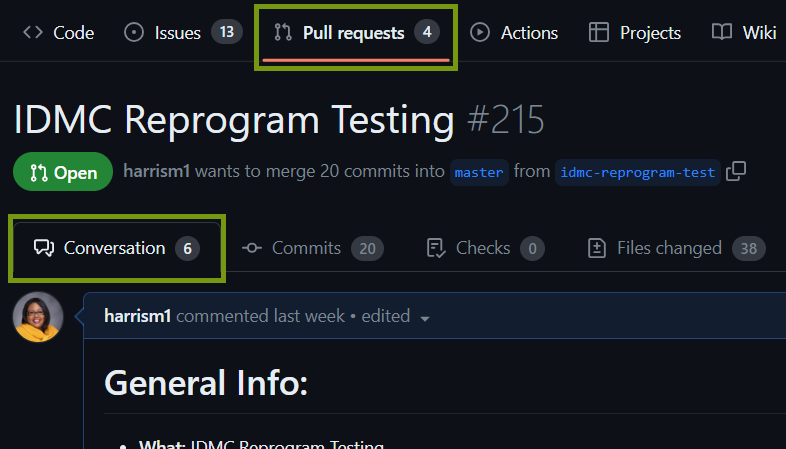 Code Issues 13 Pull requests 4 Actions Projects Wiki
IDMC Reprogram Testing #215
Open harrism1 wants to merge 20 commits into master from idmc-reprogram-test
Conversation 6 Commits 20 Checks 0 Files changed 38
harrism1 commented last week • edited
General Info:
• What: IDMC Reprogram Testing